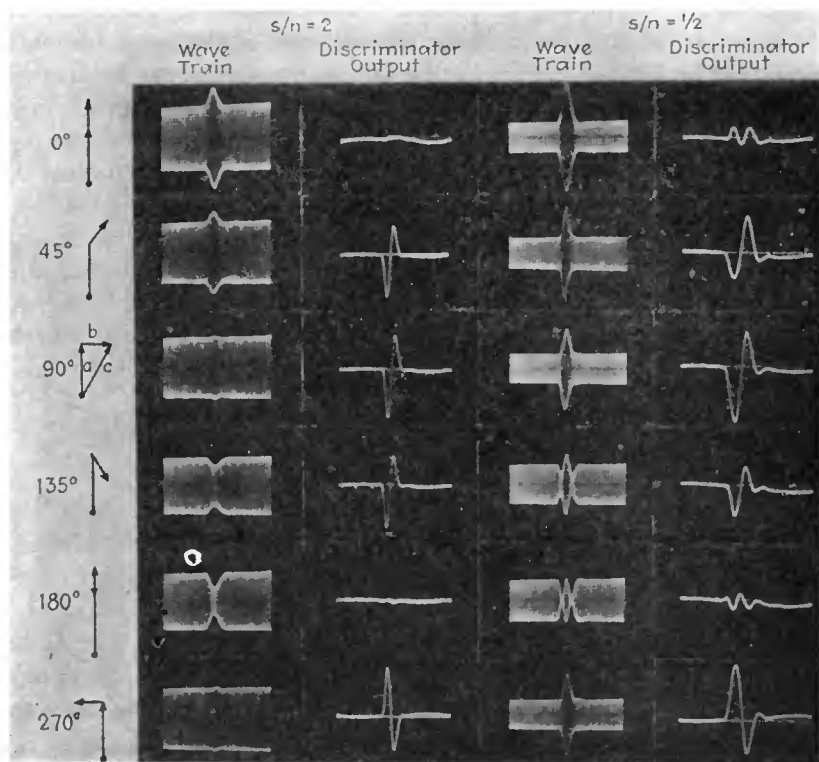 s/n = 2
s/n = 1/2
Wave Train
Discriminator Output
Wave Train
Discriminator Output
0°
45°
b
90°
a
c
135°
180°
270°